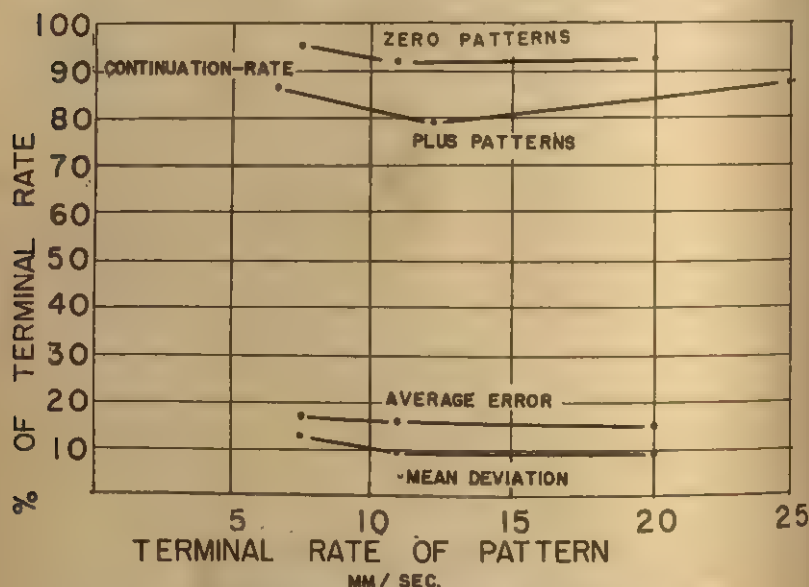 100
ZERO PATTERNS
90
CONTINUATION-RATE
80
PLUS PATTERNS
70
60
50
40
30
20
AVERAGE ERROR
10
-MEAN DEVIATION
% OF TERMINAL RATE
5 10 15 20 25
TERMINAL RATE OF PATTERN
MM/ SEC.